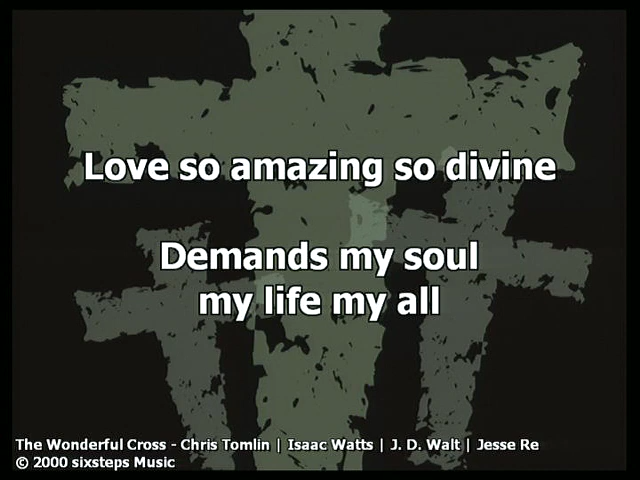 Love so amazing so divine
Demands my soul
my life my all
The Wonderful Cross - Chris Tomlin | Isaac Watts | J. D. Walt | Jesse Re
© 2000 sixsteps Music